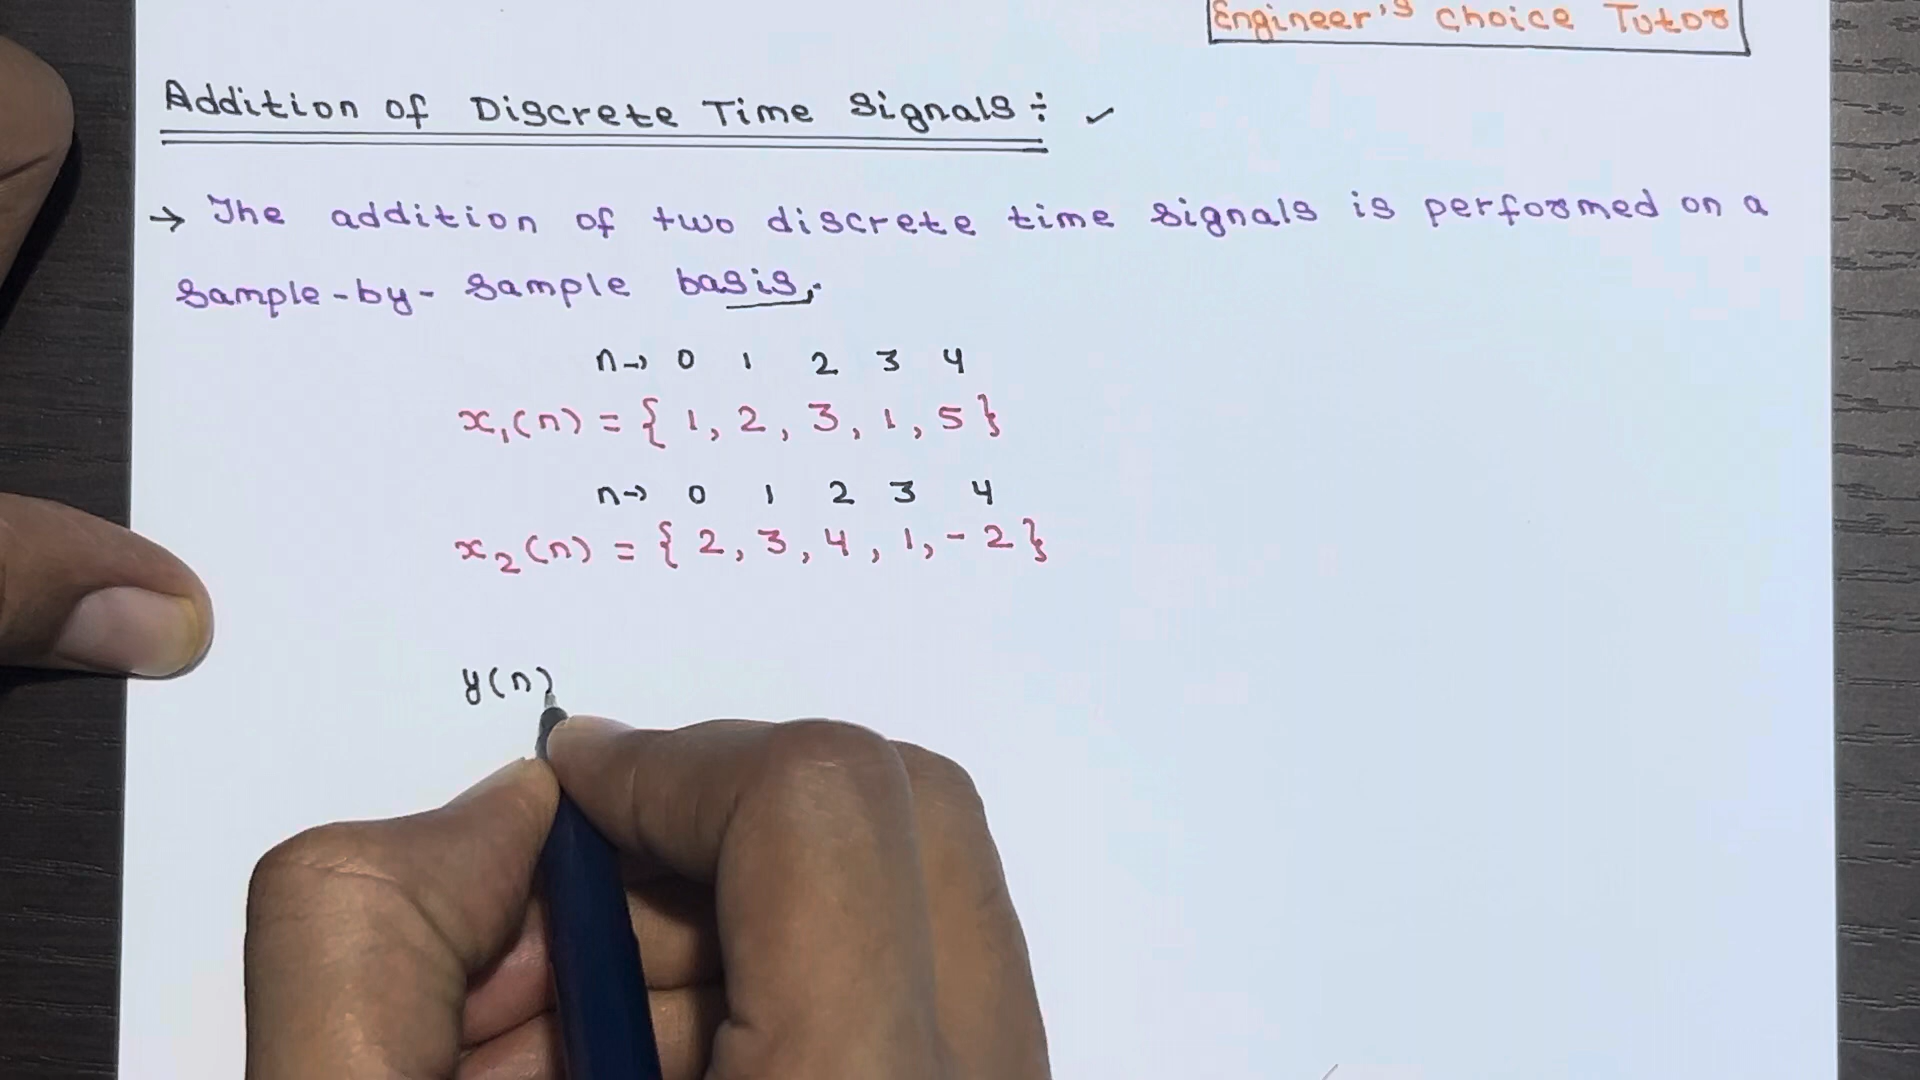 Engineer's Choice Tutor
Addition of Discrete Time Signals ÷ ✓
→ The addition of two discrete time signals is performed on a
Sample-by-Sample basis.
n→ 0 1 2 3 4
x₁(n) = { 1, 2, 3, 1, 5 }
n→ 0 1 2 3 4
x₂(n) = { 2, 3, 4, 1, -2 }
y(n)